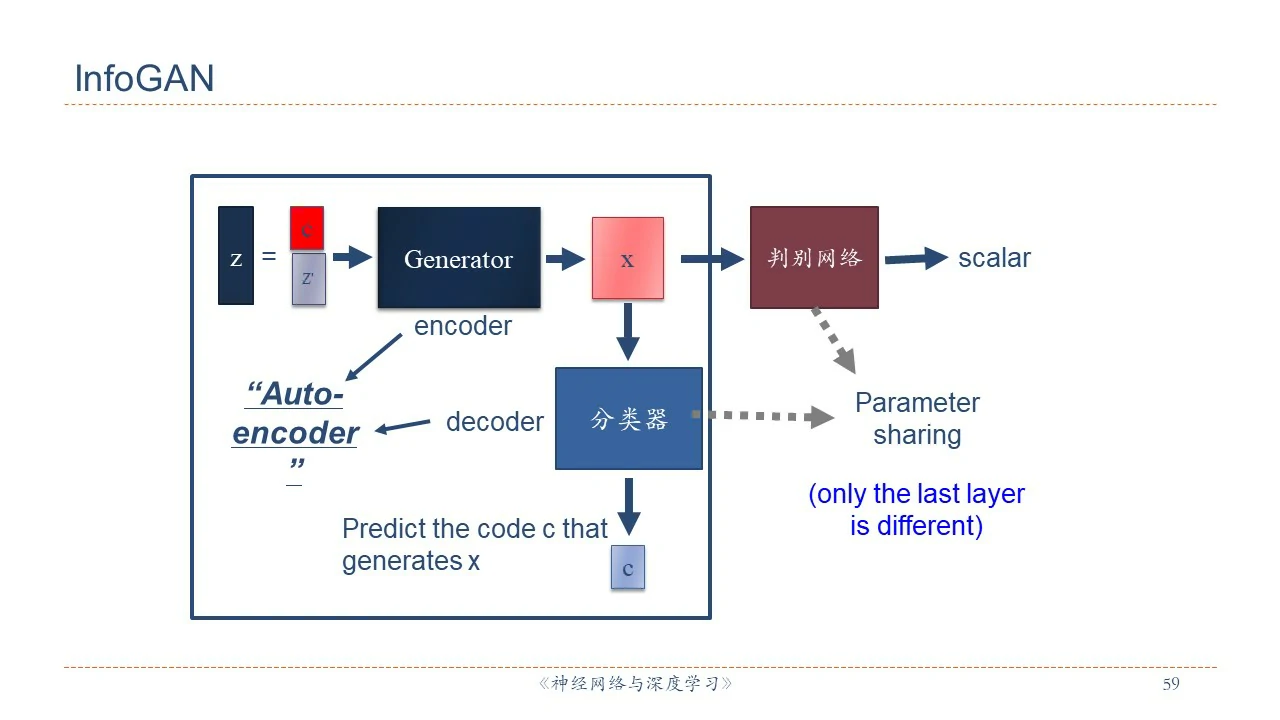 InfoGAN
z
=
c
z'
Generator
x
判别网络
scalar
encoder
“Auto-
encoder
”
decoder
分类器
Parameter
sharing
(only the last layer
is different)
Predict the code c that
generates x
c
《神经网络与深度学习》
59